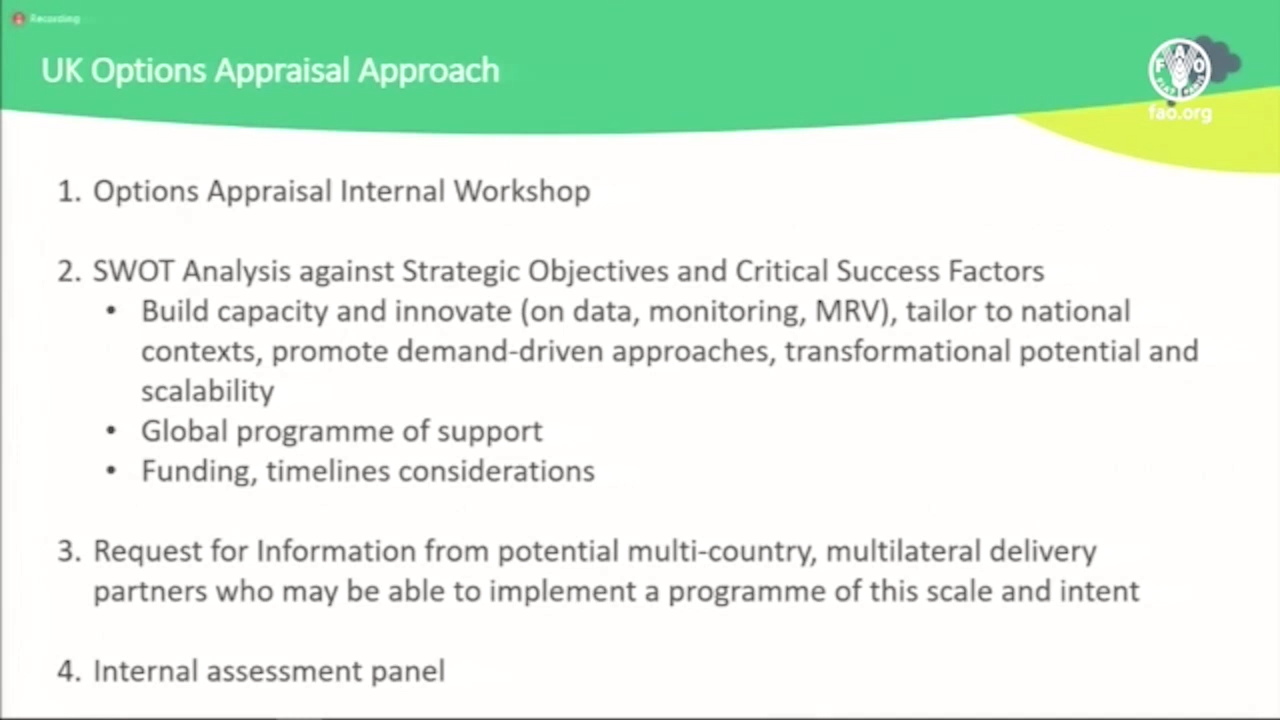 Recording
UK Options Appraisal Approach
FAO
FIAT PANIS
fao.org
1. Options Appraisal Internal Workshop
2. SWOT Analysis against Strategic Objectives and Critical Success Factors
• Build capacity and innovate (on data, monitoring, MRV), tailor to national
contexts, promote demand-driven approaches, transformational potential and
scalability
• Global programme of support
• Funding, timelines considerations
3. Request for Information from potential multi-country, multilateral delivery
partners who may be able to implement a programme of this scale and intent
4. Internal assessment panel